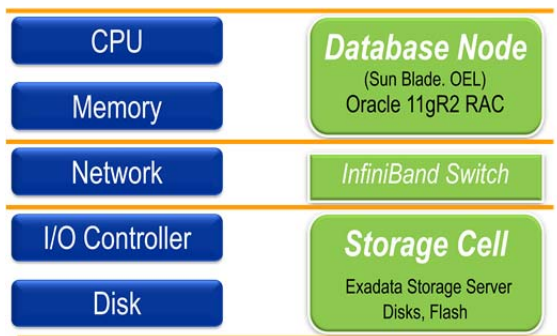 CPU
Memory
Database Node
(Sun Blade. OEL)
Oracle 11gR2 RAC
Network
InfiniBand Switch
I/O Controller
Disk
Storage Cell
Exadata Storage Server
Disks, Flash